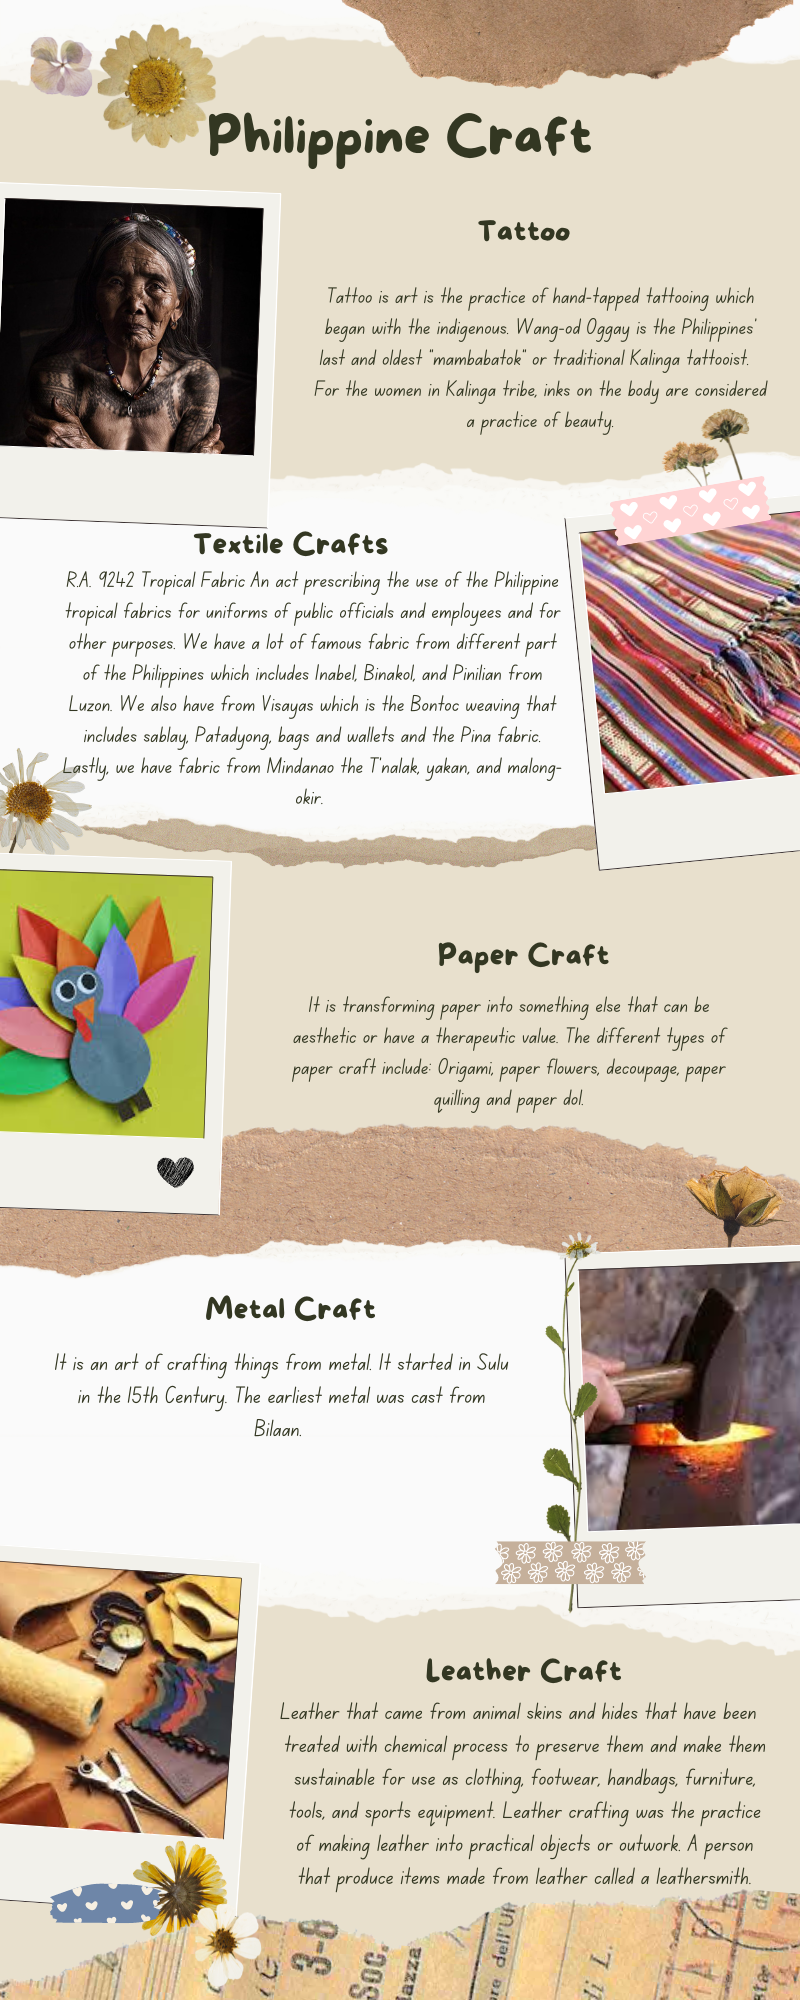 Philippine Craft
Tattoo
Tattoo is art is the practice of hand-tapped tattooing which
began with the indigenous. Wang-od Oggay is the Philippines'
last and oldest "mambabatok" or traditional Kalinga tattooist.
For the women in Kalinga tribe, inks on the body are considered
a practice of beauty.
Textile Crafts
R.A. 9242 Tropical Fabric An act prescribing the use of the Philippine
tropical fabrics for uniforms of public officials and employees and for
other purposes. We have a lot of famous fabric from different part
of the Philippines which includes Inabel, Binakol, and Pinilian from
Luzon. We also have from Visayas which is the Bontoc weaving that
includes sablay, Patadyong, bags and wallets and the Pina fabric.
Lastly, we have fabric from Mindanao the T'nalak, yakan, and malong-
okir.
Paper Craft
It is transforming paper into something else that can be
aesthetic or have a therapeutic value. The different types of
paper craft include: Origami, paper flowers, decoupage, paper
quilling and paper dol.
Metal Craft
It is an art of crafting things from metal. It started in Sulu
in the 15th Century. The earliest metal was cast from
Bilaan.
Leather Craft
Leather that came from animal skins and hides that have been
treated with chemical process to preserve them and make them
sustainable for use as clothing, footwear, handbags, furniture,
tools, and sports equipment. Leather crafting was the practice
of making leather into practical objects or outwork. A person
that produce items made from leather called a leathersmith.
3-8
Soc.
azza
di L.